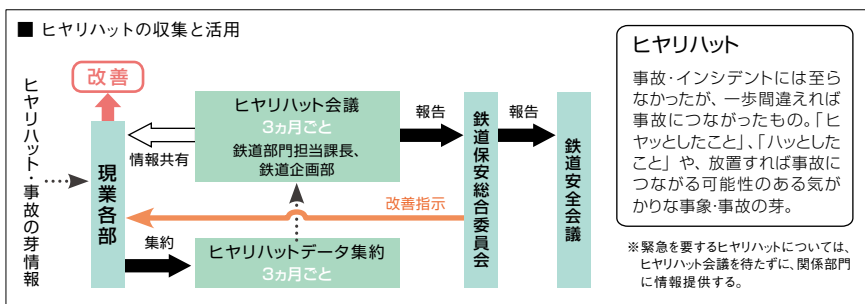 ■ ヒヤリハットの収集と活用
ヒヤリハット・事故の芽情報
改善
現業各部
情報共有
集約
ヒヤリハット会議
3ヵ月ごと
鉄道部門担当課長、
鉄道企画部
ヒヤリハットデータ集約
3ヵ月ごと
報告
改善指示
鉄道保安総合委員会
報告
鉄道安全会議
ヒヤリハット
事故・インシデントには至ら
なかったが、一歩間違えれば
事故につながったもの。「ヒ
ヤッとしたこと」、「ハッとした
こと」や、放置すれば事故に
つながる可能性のある気が
かりな事象・事故の芽。
※緊急を要するヒヤリハットについては、
ヒヤリハット会議を待たずに、関係部門
に情報提供する。